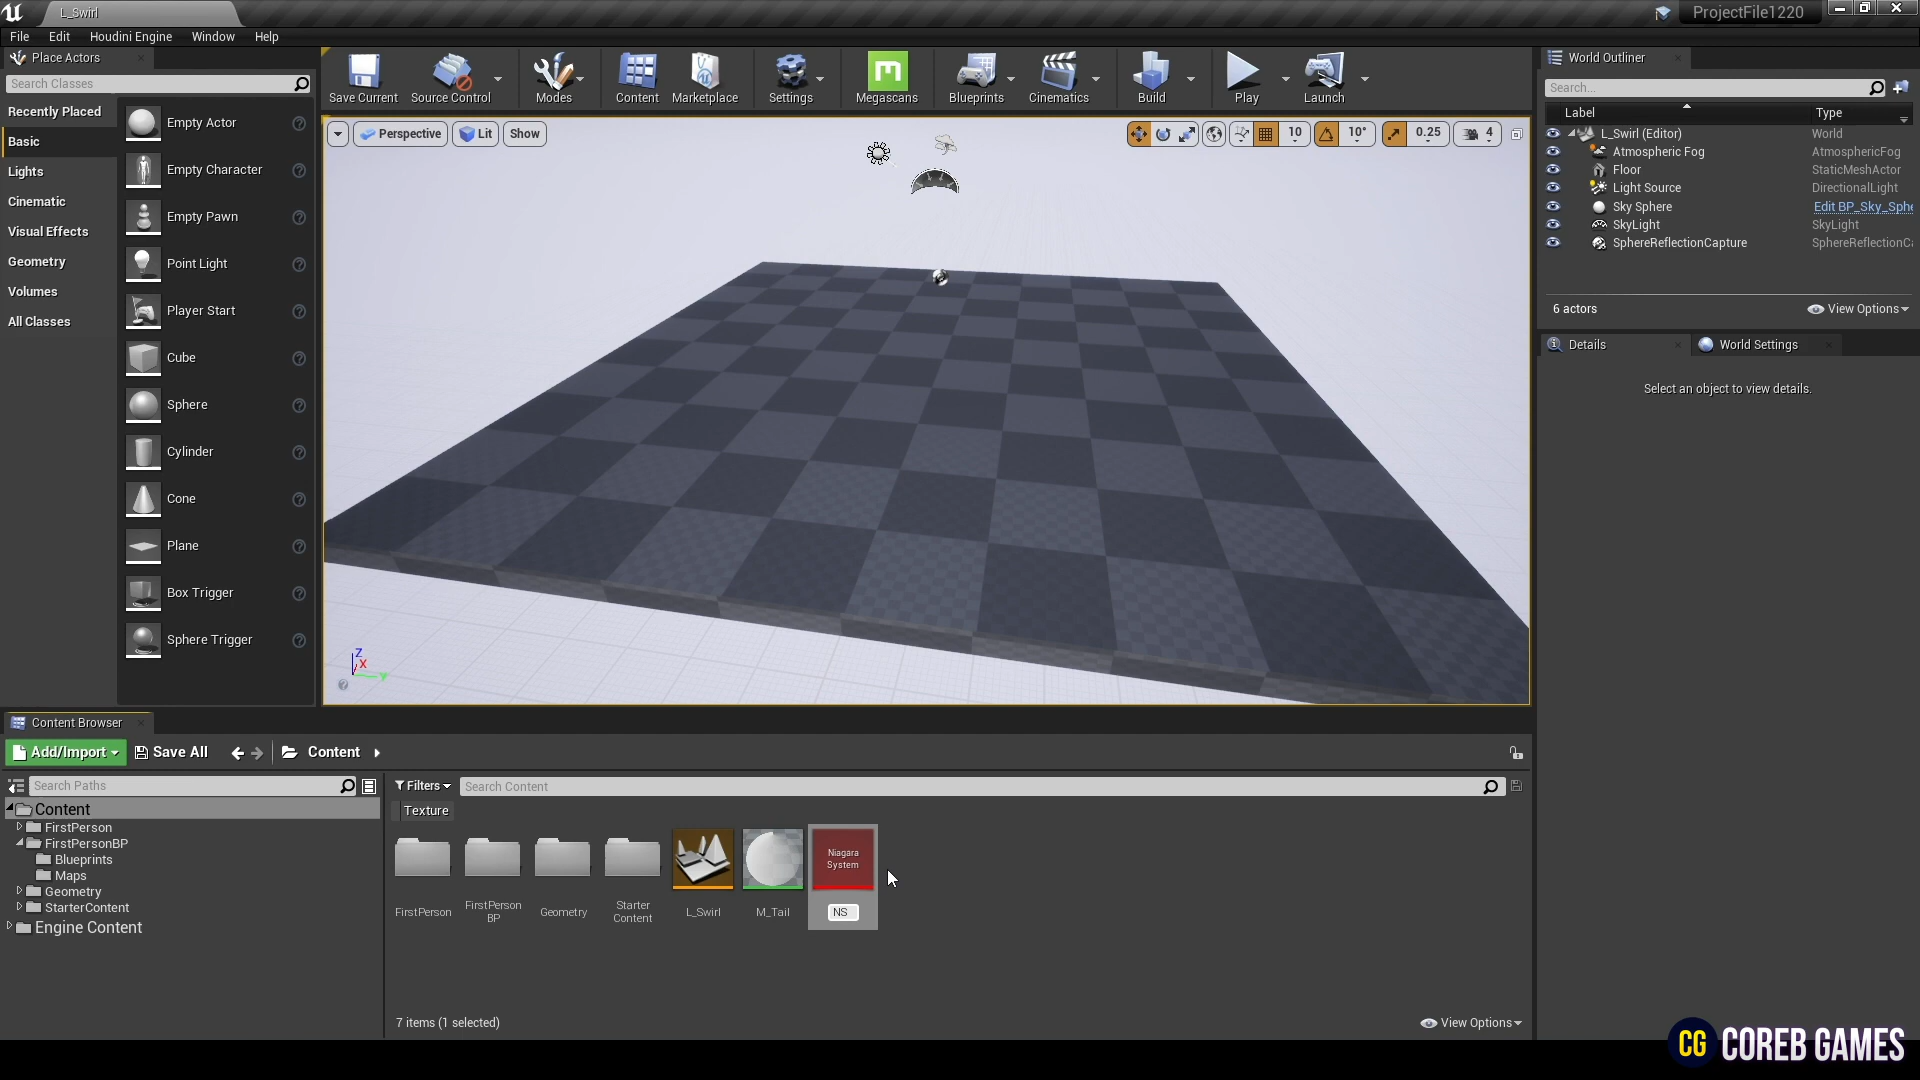 L_Swirl
ProjectFile1220
File Edit Houdini Engine Window Help
Place Actors
Search Classes
Recently Placed
Basic
Lights
Cinematic
Visual Effects
Geometry
Volumes
All Classes
Empty Actor
Empty Character
Empty Pawn
Point Light
Player Start
Cube
Sphere
Cylinder
Cone
Plane
Box Trigger
Sphere Trigger
Save Current Source Control Modes Content Marketplace Settings Megascans Blueprints Cinematics Build Play Launch
Perspective Lit Show
10 10° 0.25 4
Z
X
Y
World Outliner
Search...
Label Type
L_Swirl (Editor) World
Atmospheric Fog AtmosphericFog
Floor StaticMeshActor
Light Source DirectionalLight
Sky Sphere Edit BP_Sky_Sphe
SkyLight SkyLight
SphereReflectionCapture SphereReflectionCa
6 actors
View Options
Details
World Settings
Select an object to view details.
Content Browser
Add/Import Save All Content
Search Paths
Content
FirstPerson
FirstPersonBP
Blueprints
Maps
Geometry
StarterContent
Engine Content
Filters Search Content
Texture
Niagara
System
FirstPerson
FirstPerson
BP
Geometry
Starter
Content
L_Swirl
M_Tail
NS
7 items (1 selected)
View Options
CG COREB GAMES